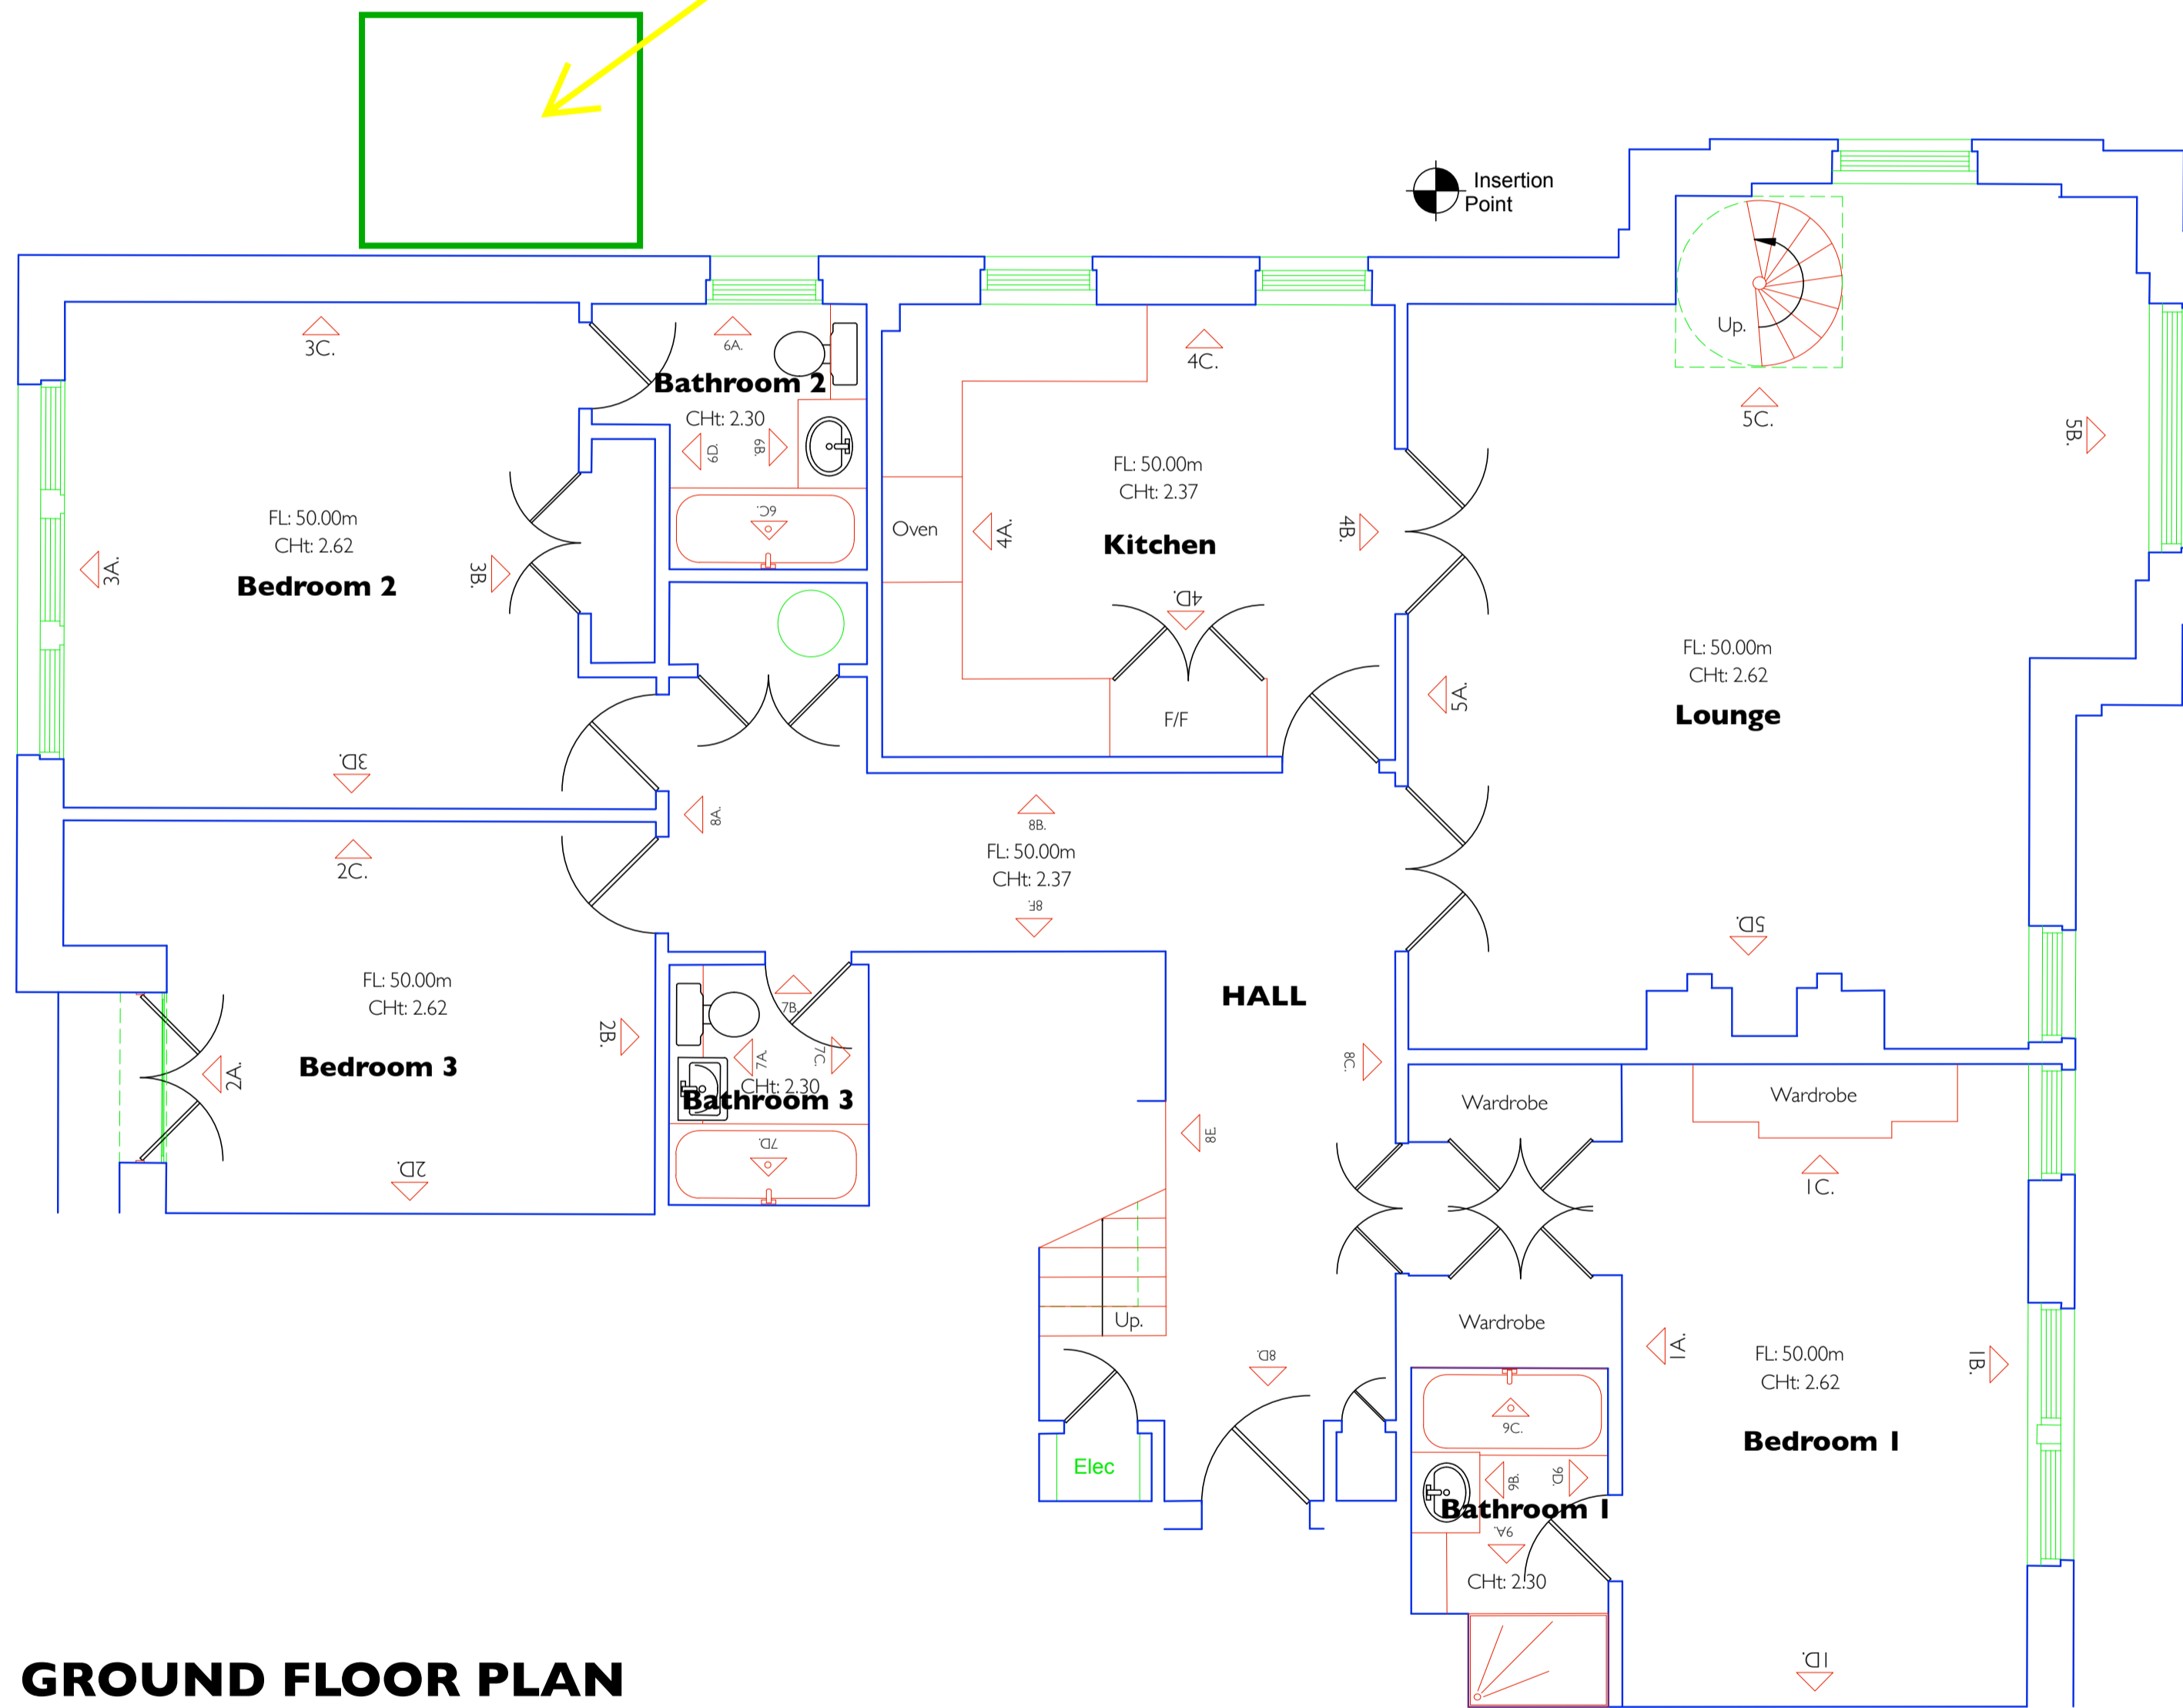 Insertion
Point
3C.
6A.
Bathroom 2
CHt: 2.30
6D.
6B.
6C.
4C.
Up.
5C.
5B.
FL: 50.00m
CHt: 2.62
Bedroom 2
3A.
3B.
3D.
Oven
4A.
FL: 50.00m
CHt: 2.37
Kitchen
4B.
4D.
F/F
5A.
FL: 50.00m
CHt: 2.62
Lounge
5D.
8A.
8B.
FL: 50.00m
CHt: 2.37
8F.
2C.
FL: 50.00m
CHt: 2.62
2B.
Bedroom 3
2A.
2D.
7B.
7A.
7C.
CHt: 2.30
Bathroom 3
7D.
HALL
8C.
8E.
Wardrobe
Wardrobe
1C.
Up.
8D.
Wardrobe
1A.
FL: 50.00m
CHt: 2.62
1B.
Bedroom 1
9C.
Elec
9B.
9D.
Bathroom 1
9A.
CHt: 2.30
1D.
GROUND FLOOR PLAN